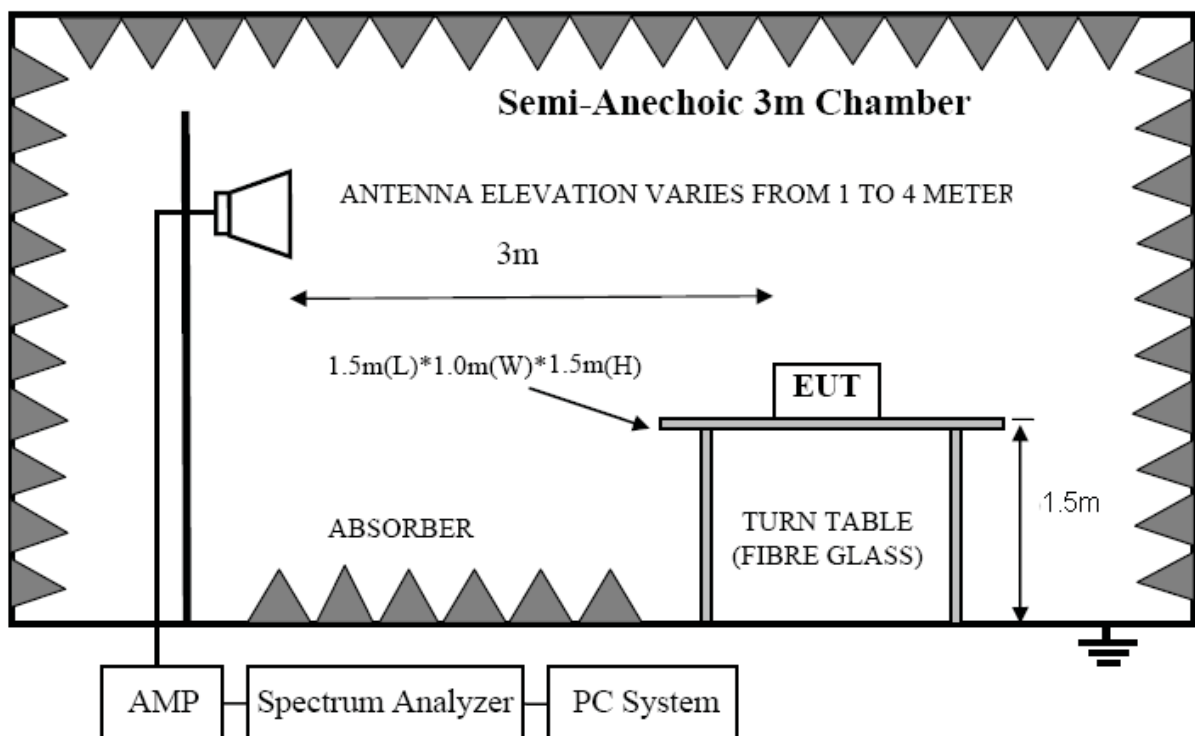 Semi-Anechoic 3m Chamber
ANTENNA ELEVATION VARIES FROM 1 TO 4 METER
3m
1.5m(L)*1.0m(W)*1.5m(H)
EUT
1.5m
ABSORBER
TURN TABLE
(FIBRE GLASS)
AMP
Spectrum Analyzer
PC System